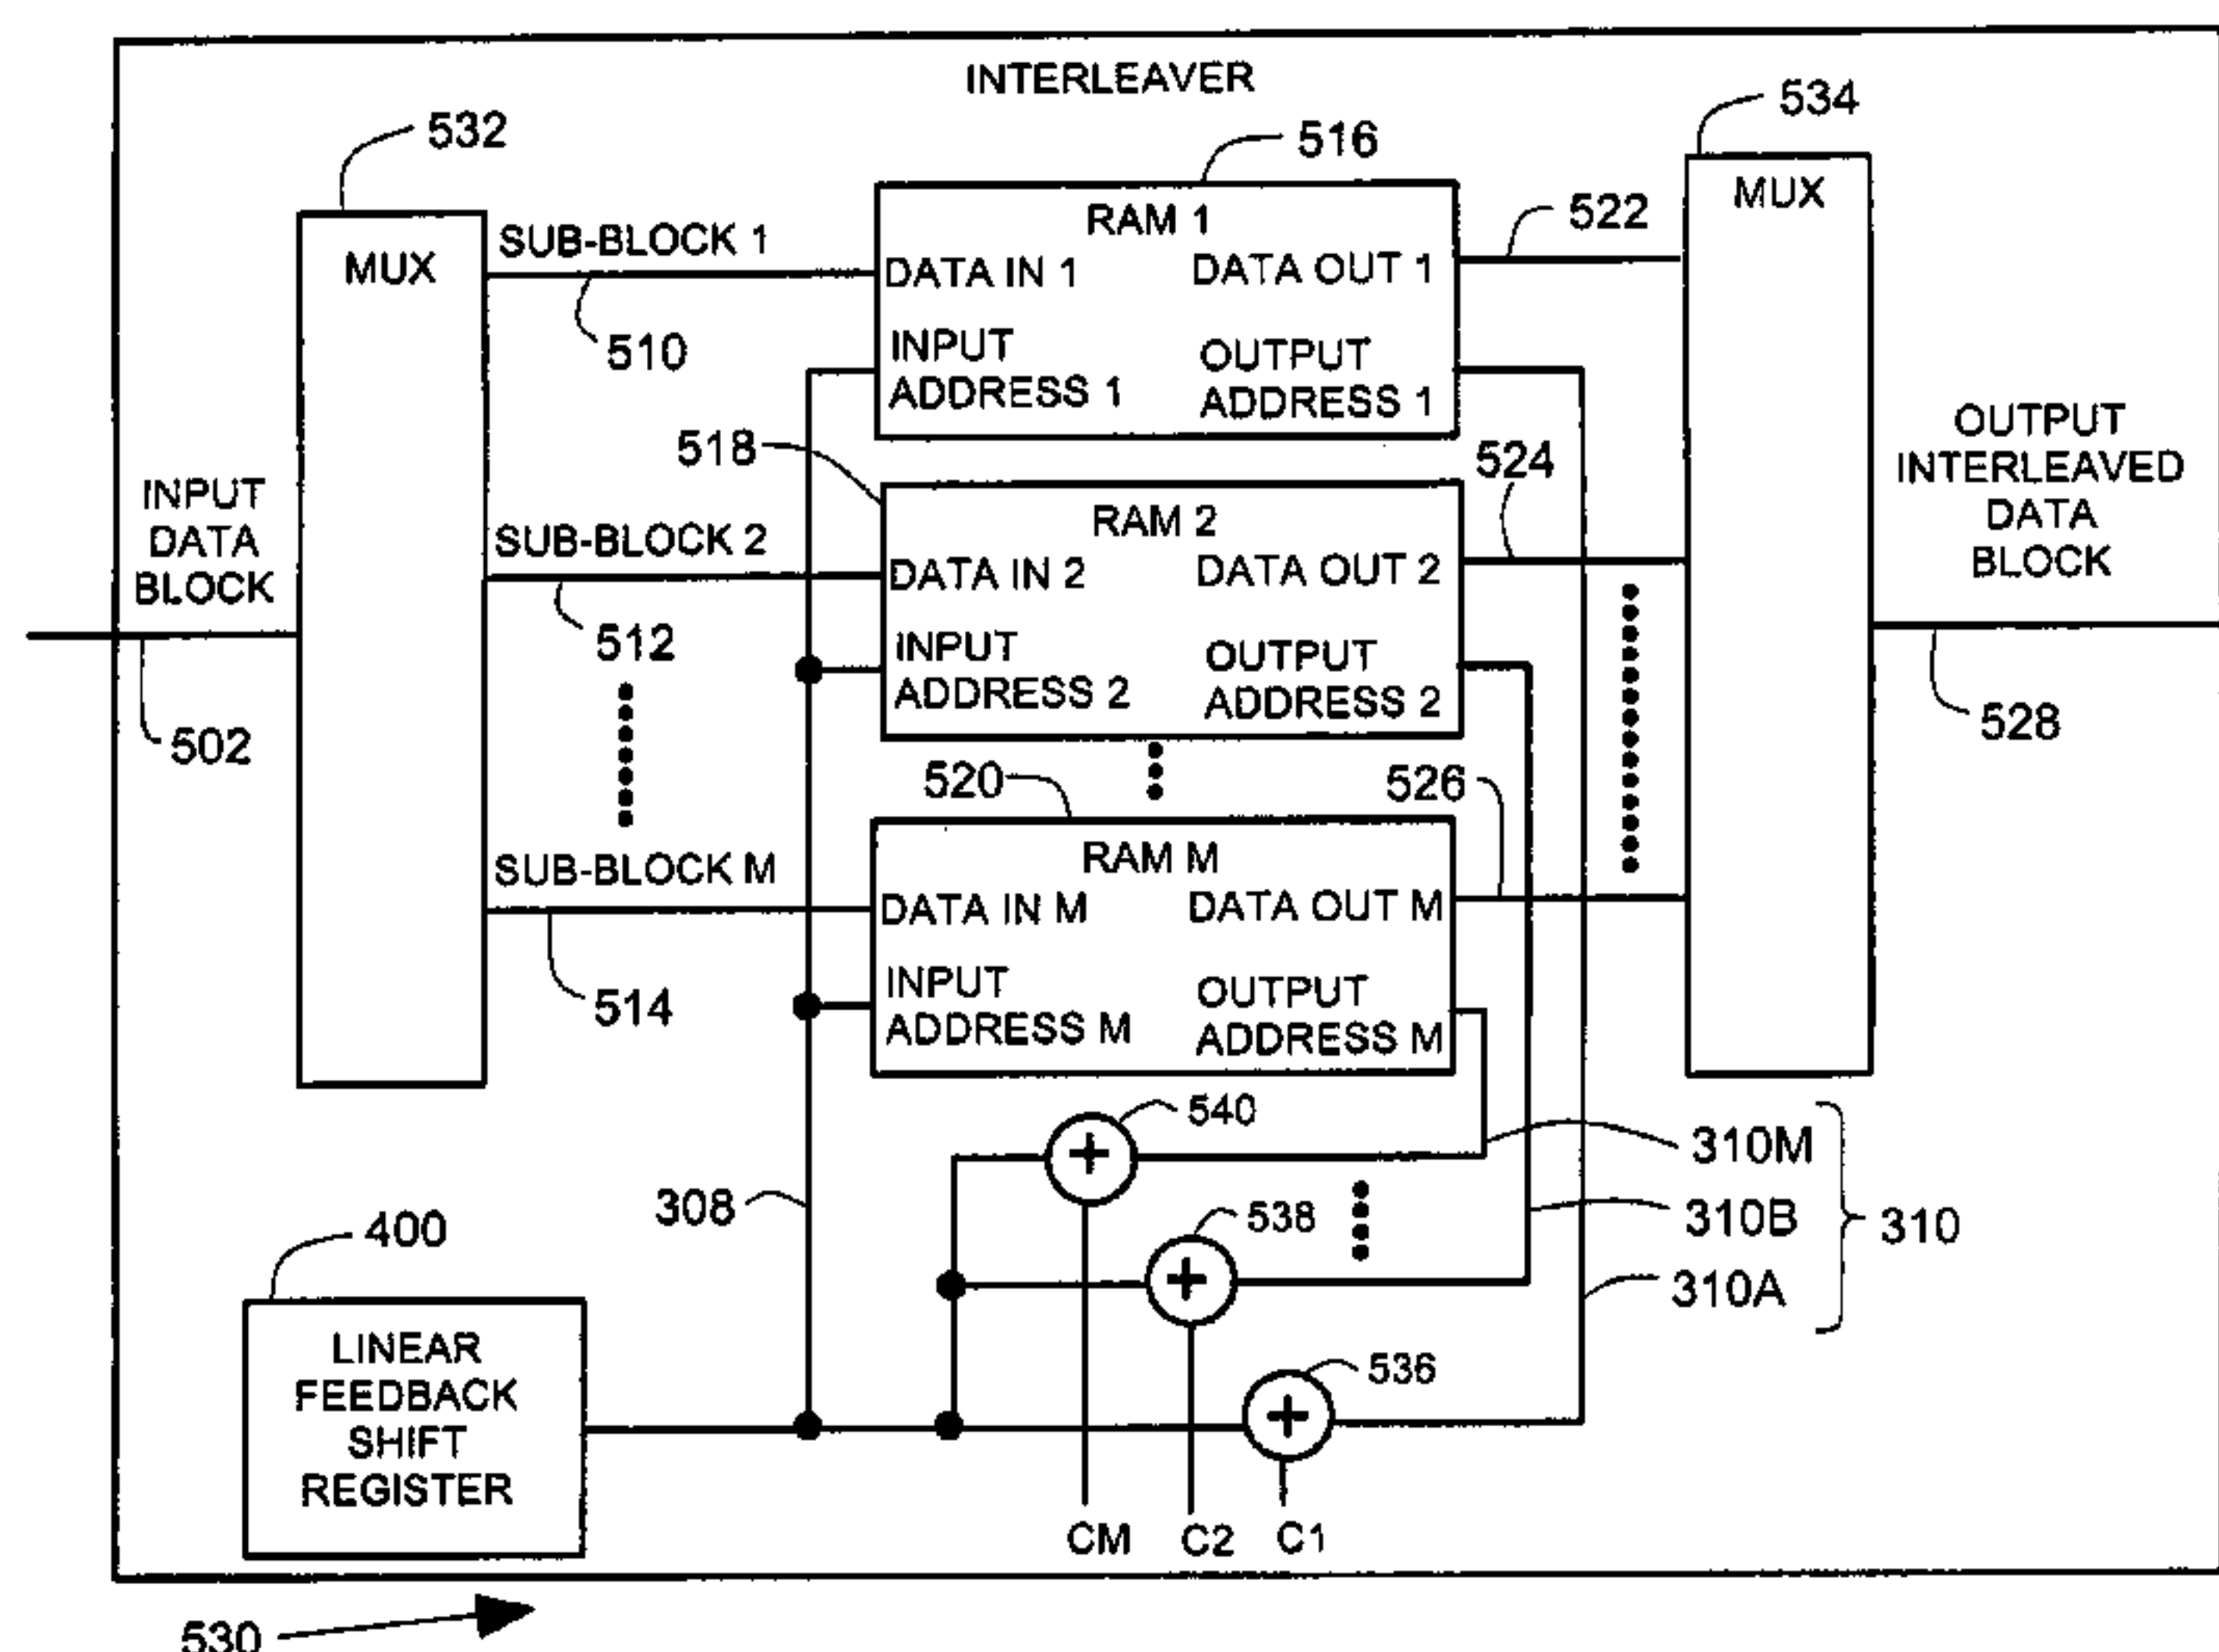 INTERLEAVER
532
534
516
MUX
MUX
RAM 1
522
SUB-BLOCK 1
DATA IN 1
DATA OUT 1
510
INPUT
ADDRESS 1
OUTPUT
ADDRESS 1
518
524
OUTPUT
INTERLEAVED
DATA
BLOCK
INPUT
DATA
BLOCK
RAM 2
SUB-BLOCK 2
DATA IN 2
DATA OUT 2
512
INPUT
ADDRESS 2
OUTPUT
ADDRESS 2
502
528
520
526
RAM M
SUB-BLOCK M
DATA IN M
DATA OUT M
514
INPUT
ADDRESS M
OUTPUT
ADDRESS M
540
+
310M
308
538
+
310B
310
400
310A
LINEAR
FEEDBACK
SHIFT
REGISTER
536
+
CM
C2
C1
530